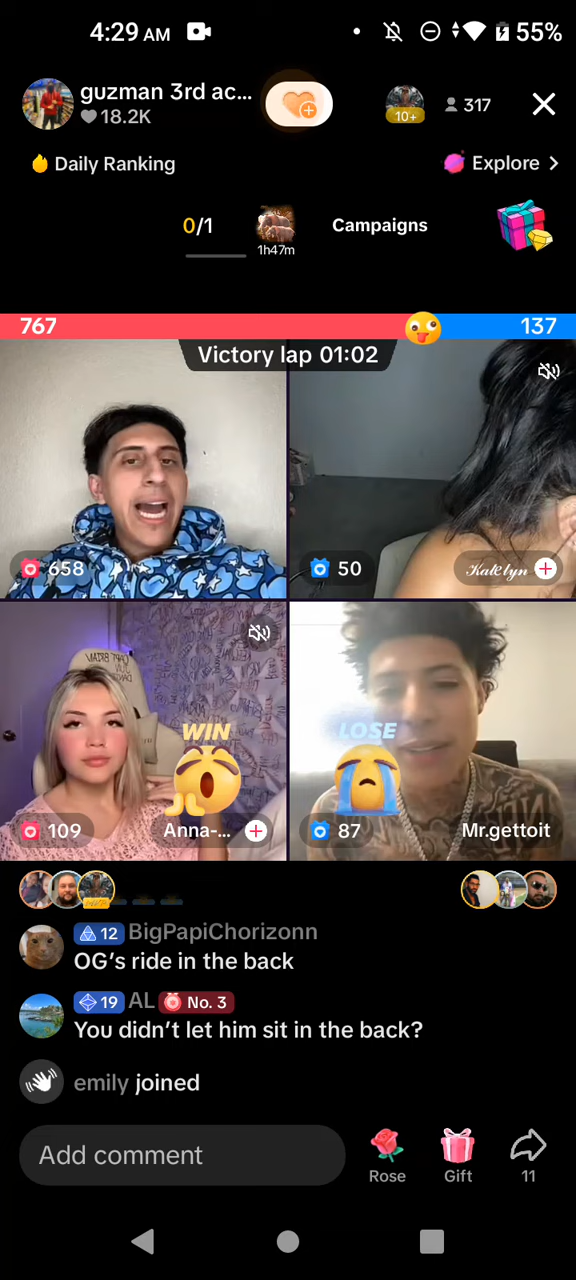 4:29 AM
55%
guzman 3rd ac...
18.2K
10+
317
Daily Ranking
Explore
0/1
1h47m
Campaigns
767
137
Victory lap 01:02
658
50
Katelyn
WIN
LOSE
109
Anna-...
87
Mr.gettoit
12 BigPapiChorizonn
OG's ride in the back
19 AL No. 3
You didn't let him sit in the back?
emily joined
Add comment
Rose
Gift
11